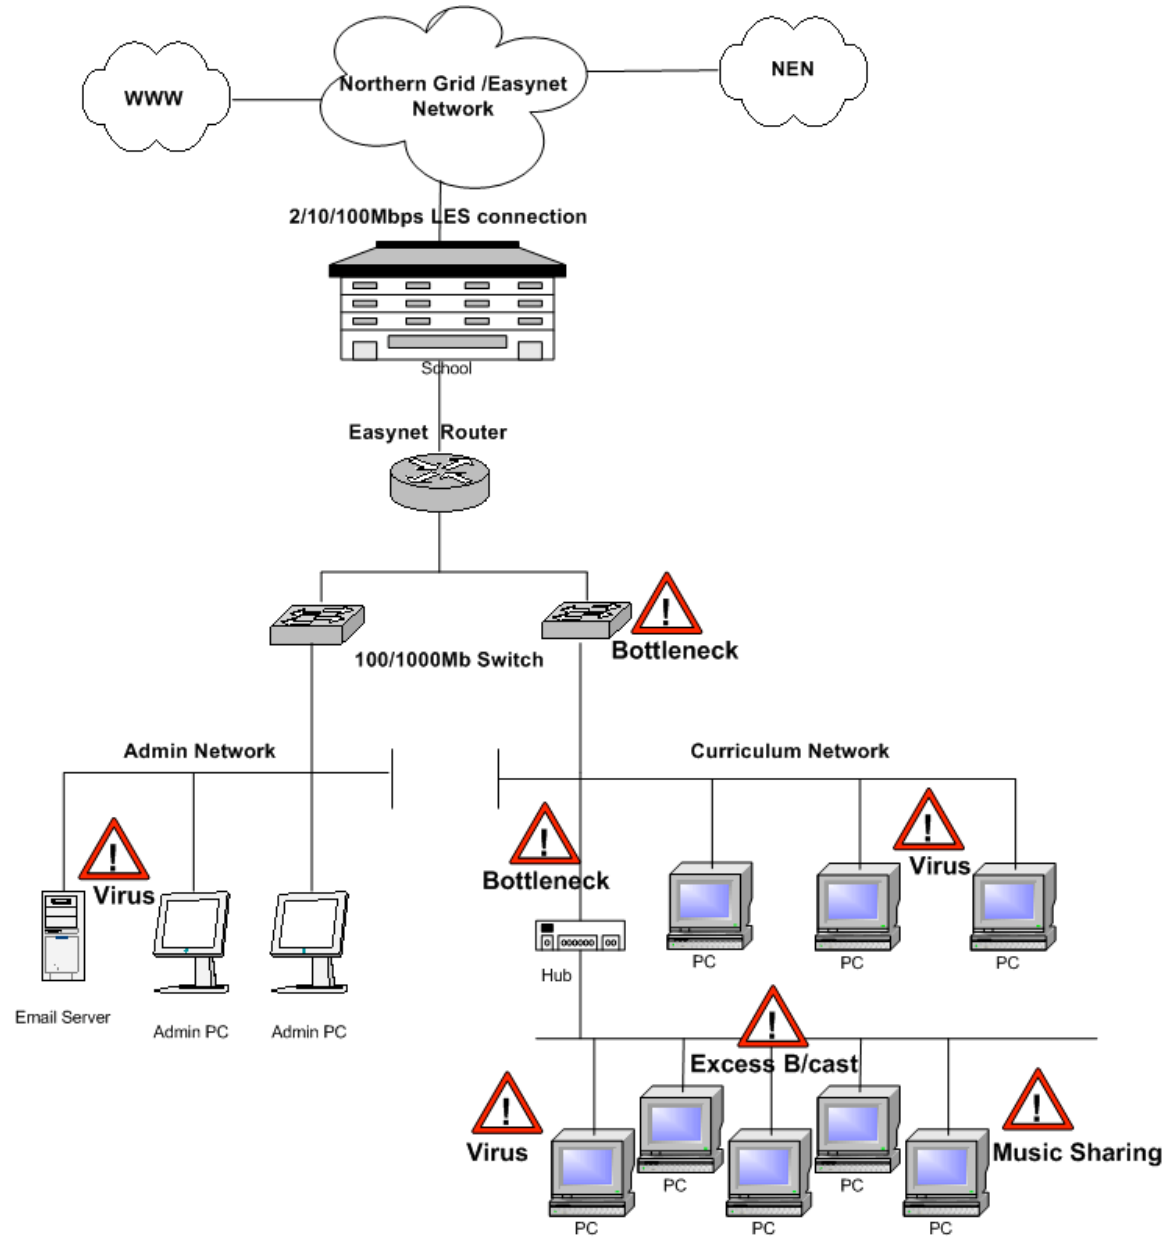 WWW
Northern Grid /Easynet
Network
NEN
2/10/100Mbps LES connection
School
Easynet Router
100/1000Mb Switch
Bottleneck
Admin Network
Curriculum Network
Virus
Bottleneck
Virus
Email Server
Admin PC
Admin PC
Hub
PC
PC
PC
Excess B/cast
Virus
Music Sharing
PC
PC
PC
PC
PC